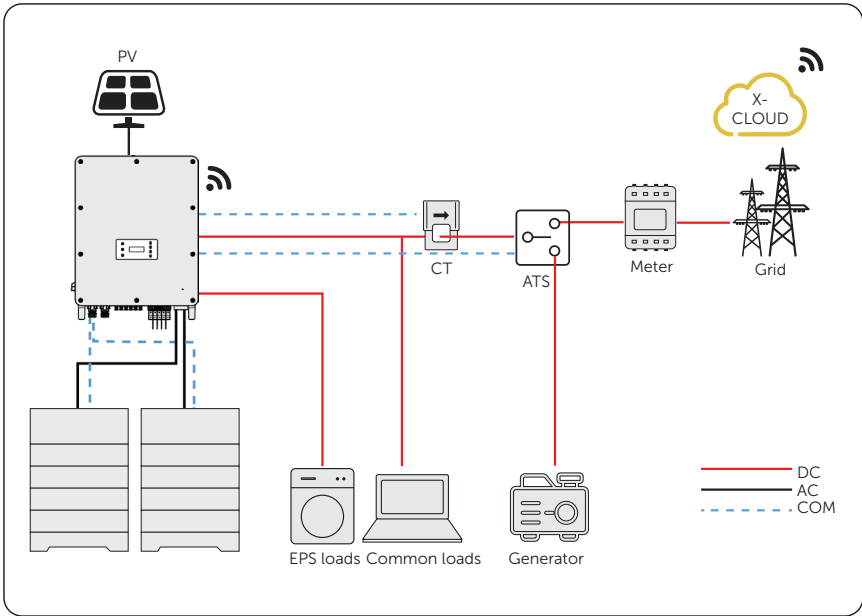 PV
X-
CLOUD
CT
ATS
Meter
Grid
EPS loads
Common loads
Generator
DC
AC
COM